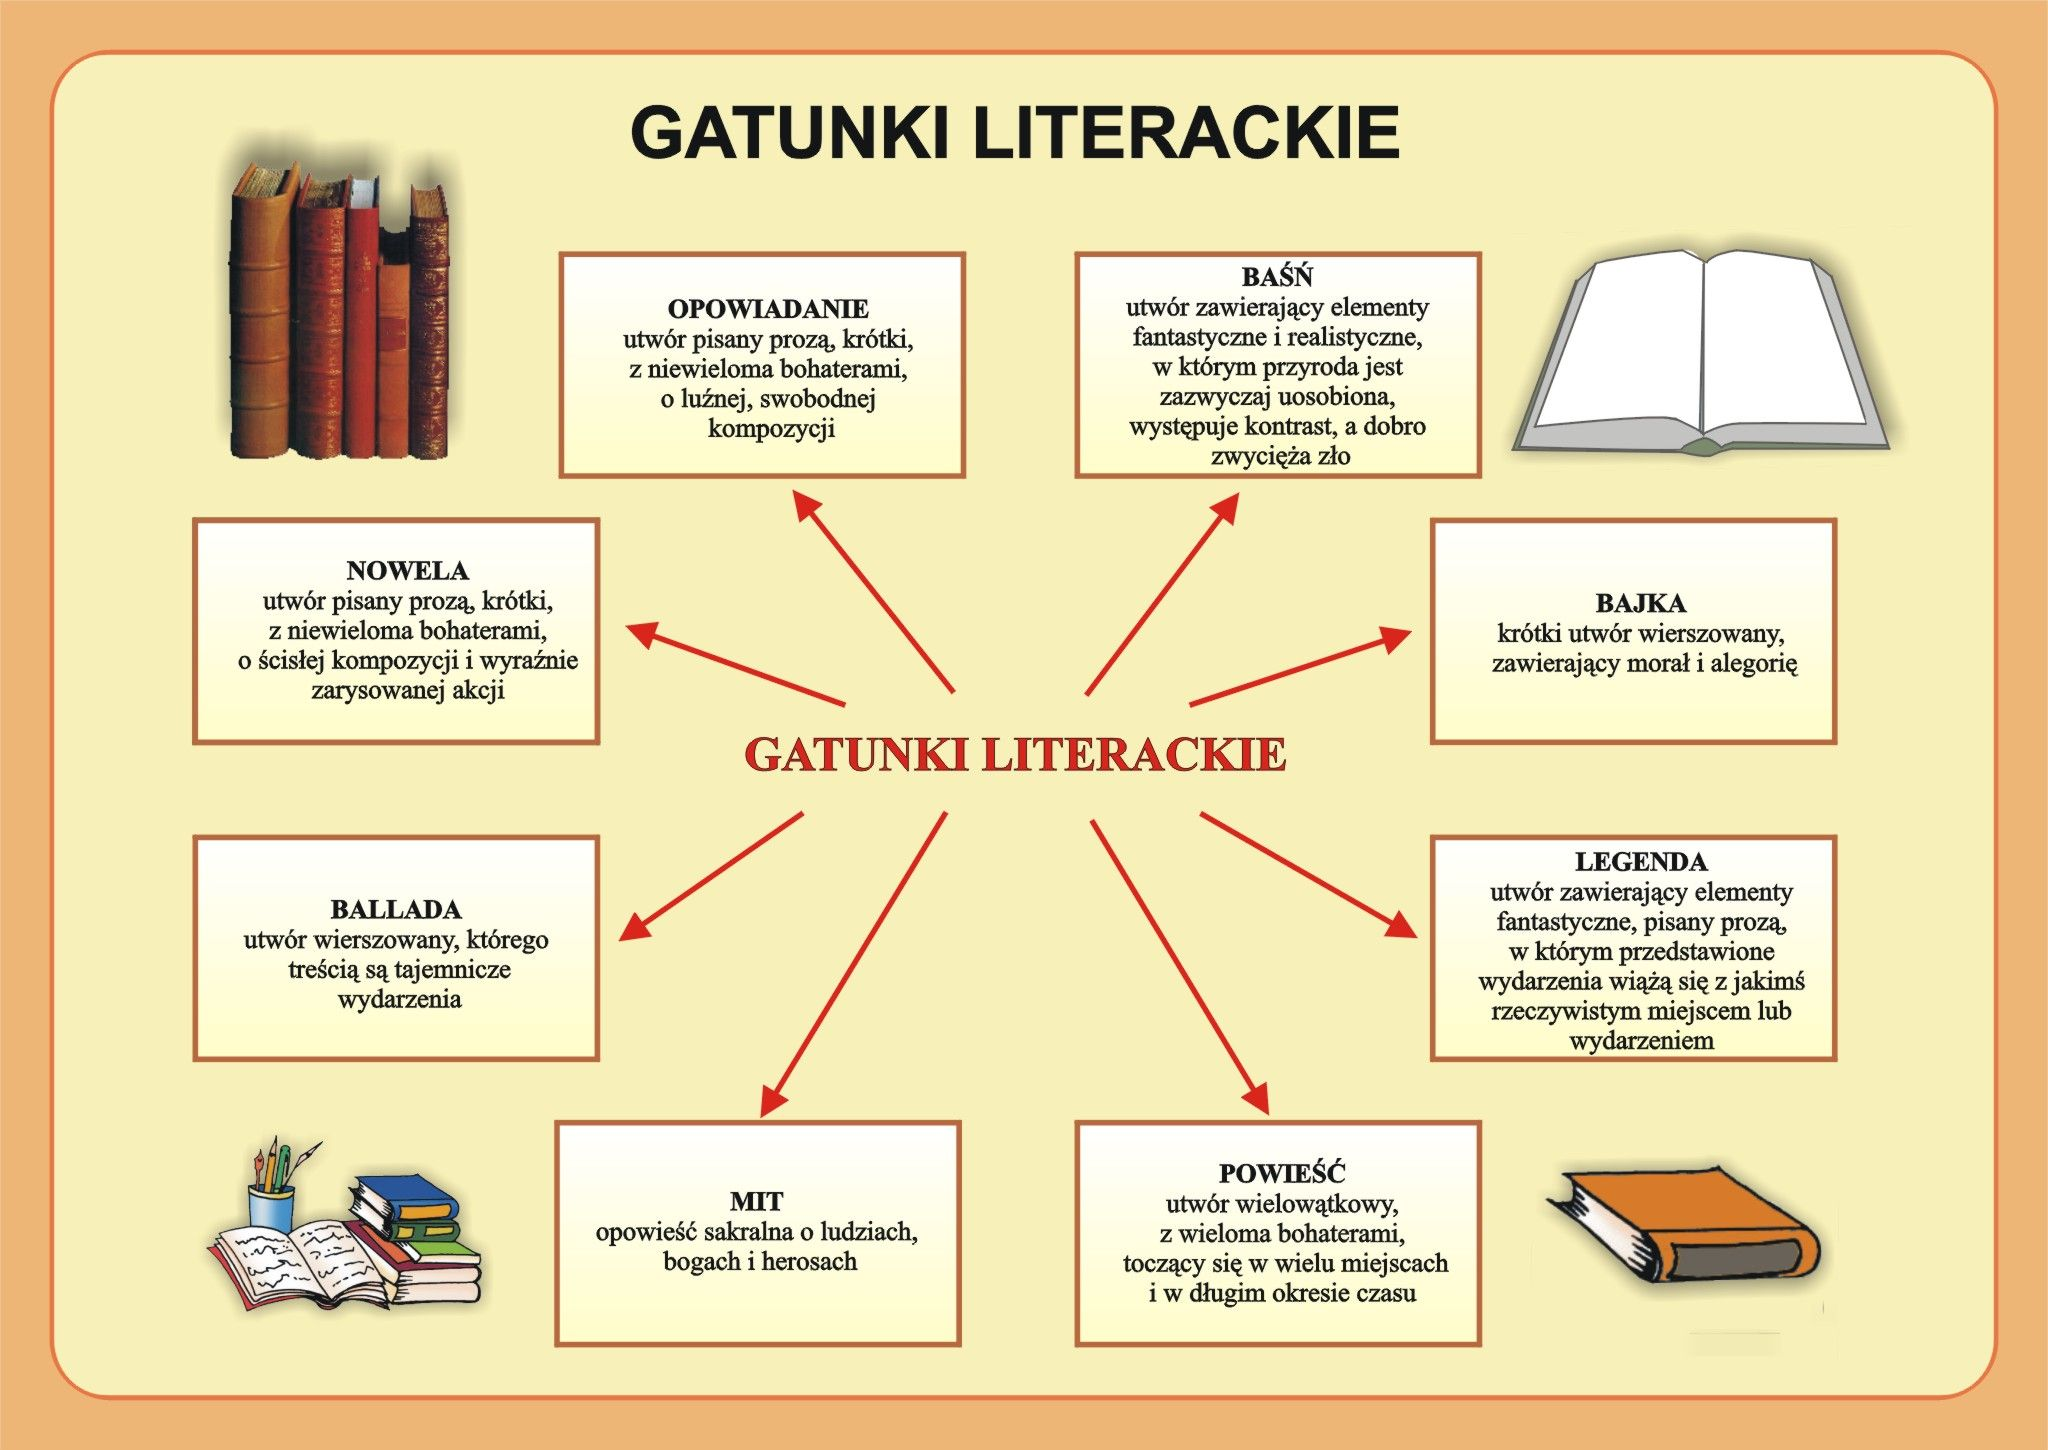 GATUNKI LITERACKIE
OPOWIADANIE
utwór pisany prozą, krótki,
z niewieloma bohaterami,
o luźnej, swobodnej
kompozycji
BAŚŃ
utwór zawierający elementy
fantastyczne i realistyczne,
w którym przyroda jest
zazwyczaj uosobiona,
występuje kontrast, a dobro
zwycięża zło
NOWELA
utwór pisany prozą, krótki,
z niewieloma bohaterami,
o ścisłej kompozycji i wyraźnie
zarysowanej akcji
BAJKA
krótki utwór wierszowany,
zawierający morał i alegorię
GATUNKI LITERACKIE
BALLADA
utwór wierszowany, którego
treścią są tajemnicze
wydarzenia
LEGENDA
utwór zawierający elementy
fantastyczne, pisany prozą,
w którym przedstawione
wydarzenia wiążą się z jakimś
rzeczywistym miejscem lub
wydarzeniem
MIT
opowieść sakralna o ludziach,
bogach i herosach
POWIEŚĆ
utwór wielowątkowy,
z wieloma bohaterami,
toczący się w wielu miejscach
i w długim okresie czasu